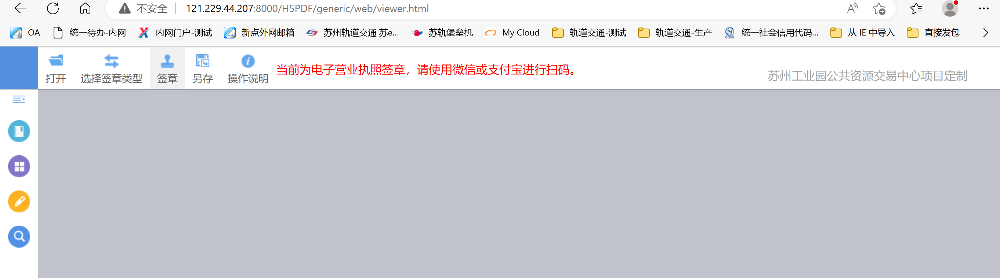 不安全 121.229.44.207:8000/H5PDF/generic/web/viewer.html
OA 统一待办-内网 内网门户-测试 新点外网邮箱 苏州轨道交通 苏e... 苏轨堡垒机 My Cloud 轨道交通-测试 轨道交通-生产 统一社会信用代码... 从 IE 中导入 直接发包
打开 选择签章类型 签章 另存 操作说明 当前为电子营业执照签章，请使用微信或支付宝进行扫码。
苏州工业园公共资源交易中心项目定制